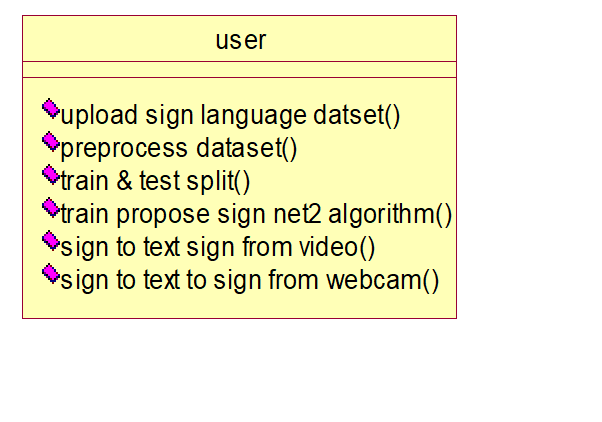 user
upload sign language datset()
preprocess dataset()
train & test split()
train propose sign net2 algorithm()
sign to text sign from video()
sign to text to sign from webcam()